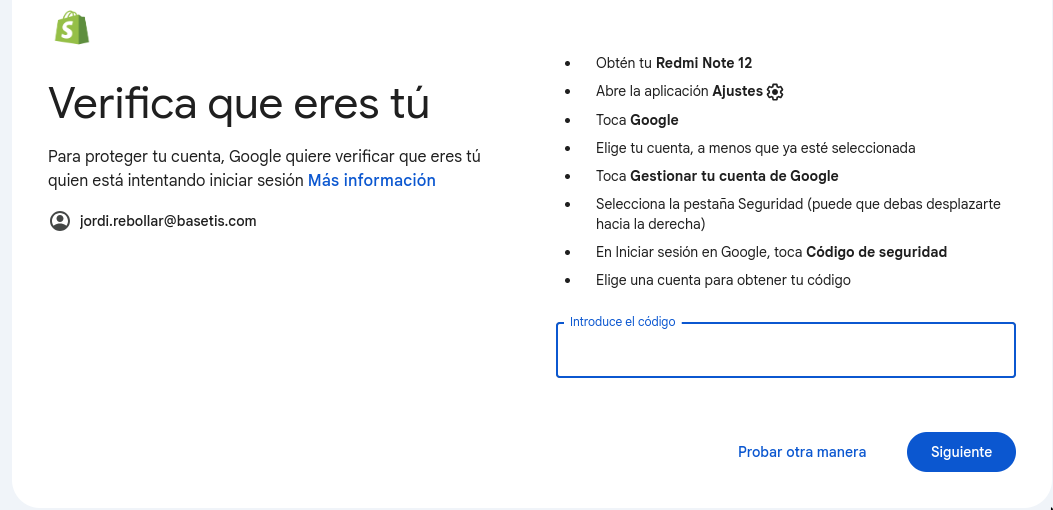 Verifica que eres tú
Para proteger tu cuenta, Google quiere verificar que eres tú
quien está intentando iniciar sesión Más información
jordi.rebollar@basetis.com
Obtén tu Redmi Note 12
Abre la aplicación Ajustes
Toca Google
Elige tu cuenta, a menos que ya esté seleccionada
Toca Gestionar tu cuenta de Google
Selecciona la pestaña Seguridad (puede que debas desplazarte
hacia la derecha)
En Iniciar sesión en Google, toca Código de seguridad
Elige una cuenta para obtener tu código
Introduce el código
Probar otra manera
Siguiente